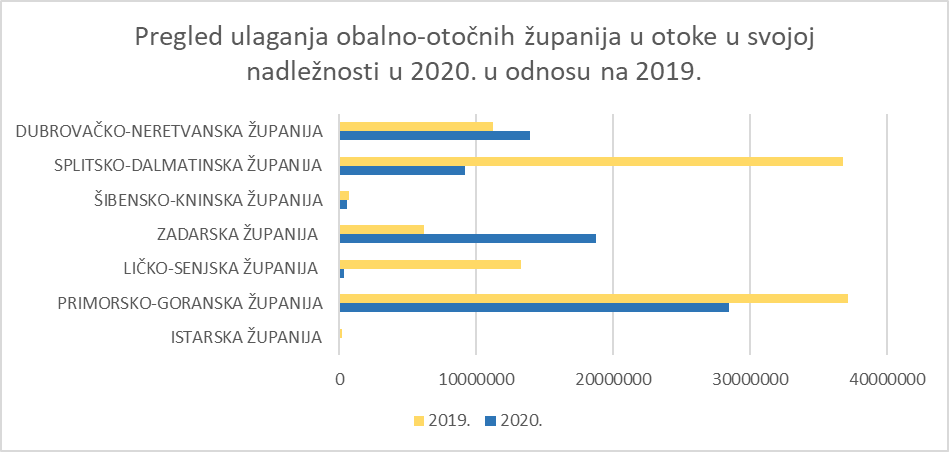 Pregled ulaganja obalno-otočnih županija u otoke u svojoj
nadležnosti u 2020. u odnosu na 2019.
DUBROVAČKO-NERETVANSKA ŽUPANIJA
SPLITSKO-DALMATINSKA ŽUPANIJA
ŠIBENSKO-KNINSKA ŽUPANIJA
ZADARSKA ŽUPANIJA
LIČKO-SENJSKA ŽUPANIJA
PRIMORSKO-GORANSKA ŽUPANIJA
ISTARSKA ŽUPANIJA
0 10000000 20000000 30000000 40000000
2019. 2020.